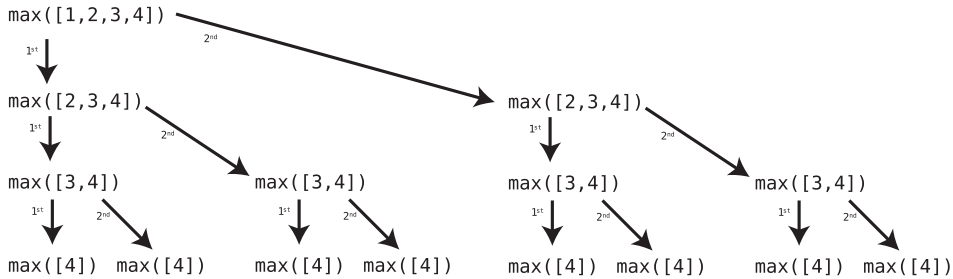 max([1,2,3,4])
2nd
1st
max([2,3,4]) max([2,3,4])
1st 2nd 1st 2nd
max([3,4]) max([3,4]) max([3,4]) max([3,4])
1st 2nd 1st 2nd 1st 2nd 1st 2nd
max([4]) max([4]) max([4]) max([4]) max([4]) max([4]) max([4]) max([4])